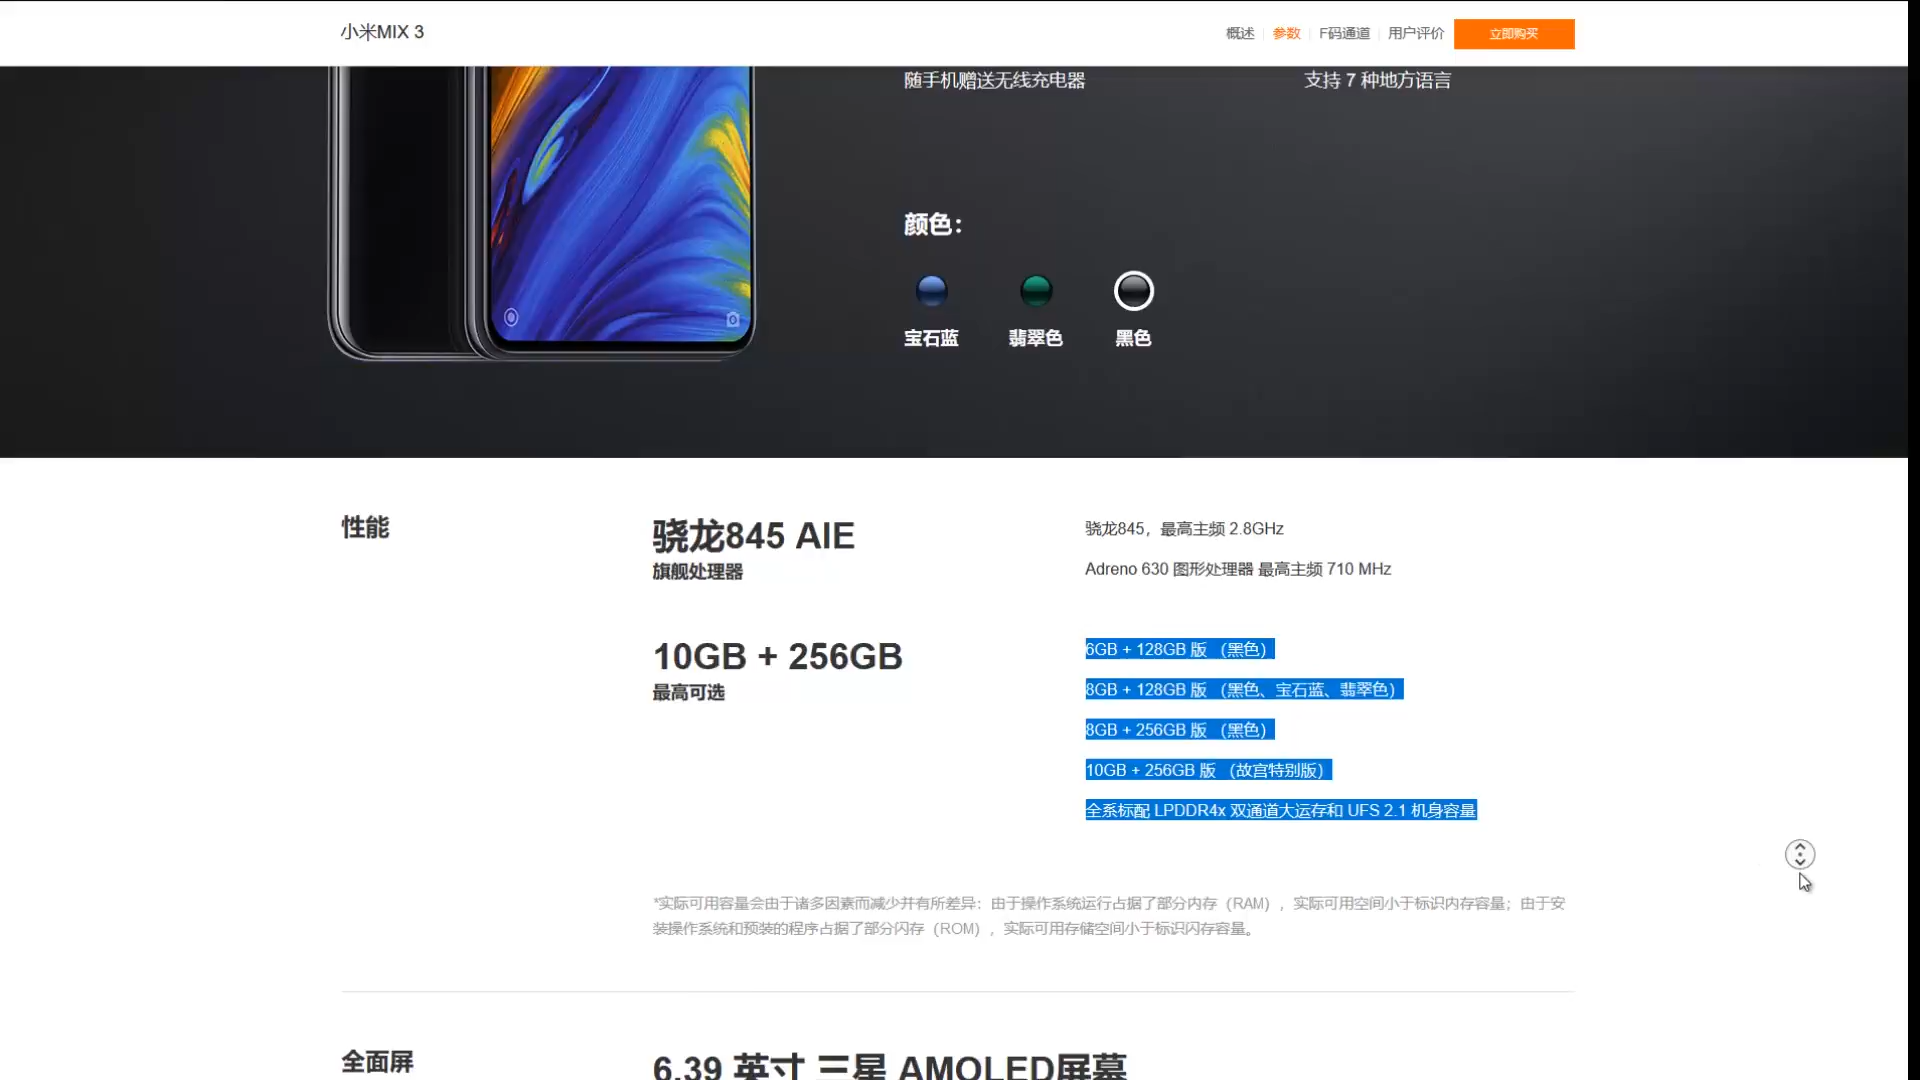 小米MIX 3
概述
参数
F码通道
用户评价
立即购买
随手机赠送无线充电器
支持 7 种地方语言
颜色：
宝石蓝
翡翠色
黑色
性能
骁龙845 AIE
旗舰处理器
骁龙845，最高主频 2.8GHz
Adreno 630 图形处理器 最高主频 710 MHz
10GB + 256GB
最高可选
6GB + 128GB 版 （黑色）
8GB + 128GB 版 （黑色、宝石蓝、翡翠色）
8GB + 256GB 版 （黑色）
10GB + 256GB 版 （故宫特别版）
全系标配 LPDDR4x 双通道大运存和 UFS 2.1 机身容量
*实际可用容量会由于诸多因素而减少并有所差异：由于操作系统运行占据了部分内存（RAM），实际可用空间小于标识内存容量；由于安
装操作系统和预装的程序占据了部分闪存（ROM），实际可用存储空间小于标识闪存容量。
全面屏
6.39 英寸 三星 AMOLED屏幕